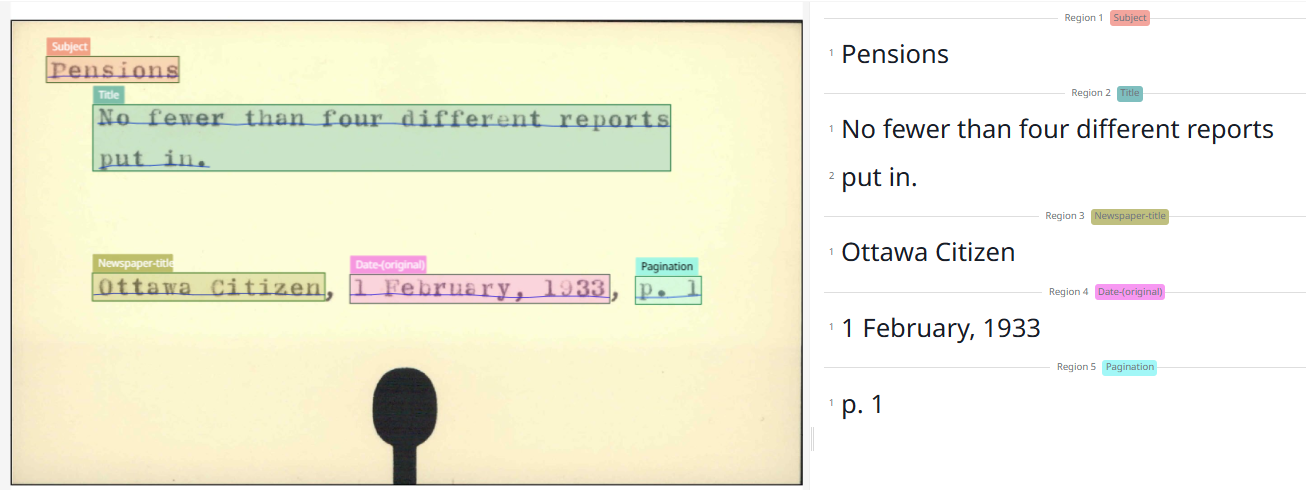 Subject
Pensions
Title
No fewer than four different reports
put in.
Newspaper-title
Ottawa Citizen,
Date-(original)
1 February, 1933,
Pagination
p. 1
Region 1 Subject
1 Pensions
Region 2 Title
1 No fewer than four different reports
2 put in.
Region 3 Newspaper-title
1 Ottawa Citizen
Region 4 Date-(original)
1 1 February, 1933
Region 5 Pagination
1 p. 1